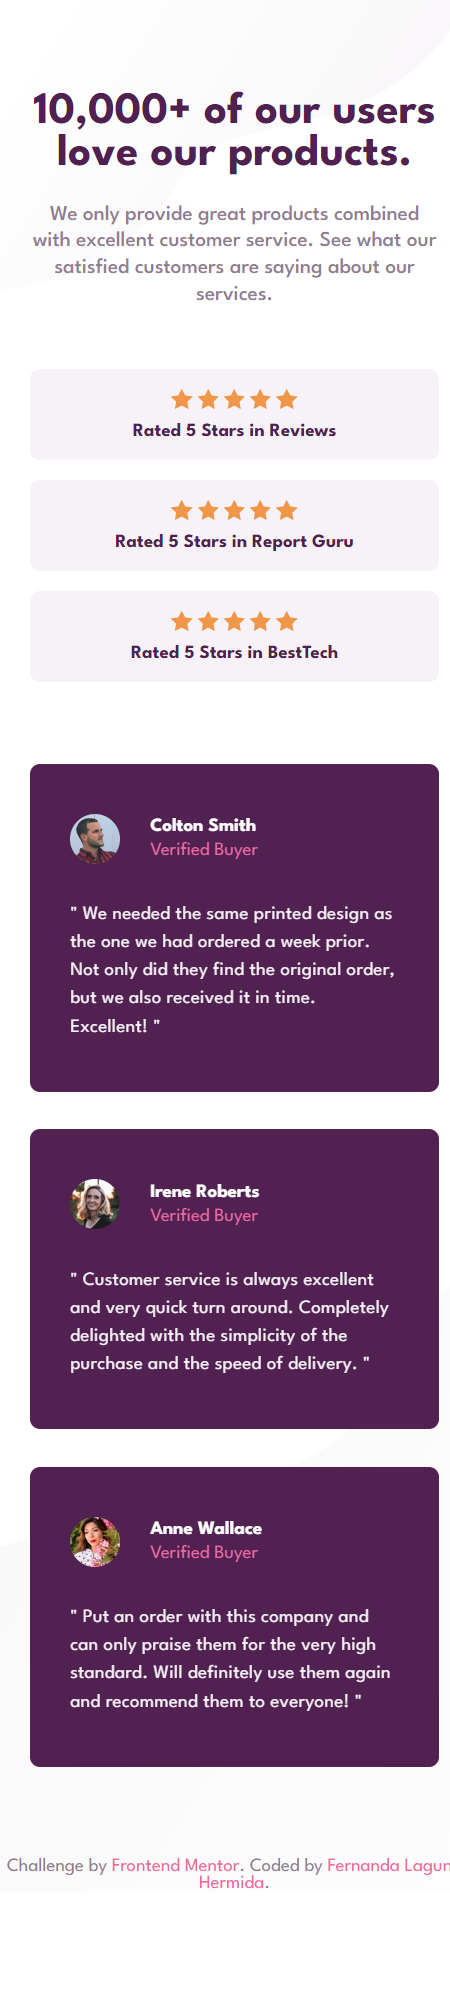 10,000+ of our users
love our products.
We only provide great products combined
with excellent customer service. See what our
satisfied customers are saying about our
services.
Rated 5 Stars in Reviews
Rated 5 Stars in Report Guru
Rated 5 Stars in BestTech
Colton Smith
Verified Buyer
" We needed the same printed design as
the one we had ordered a week prior.
Not only did they find the original order,
but we also received it in time.
Excellent! "
Irene Roberts
Verified Buyer
" Customer service is always excellent
and very quick turn around. Completely
delighted with the simplicity of the
purchase and the speed of delivery. "
Anne Wallace
Verified Buyer
" Put an order with this company and
can only praise them for the very high
standard. Will definitely use them again
and recommend them to everyone! "
Challenge by Frontend Mentor. Coded by Fernanda
Hermida.